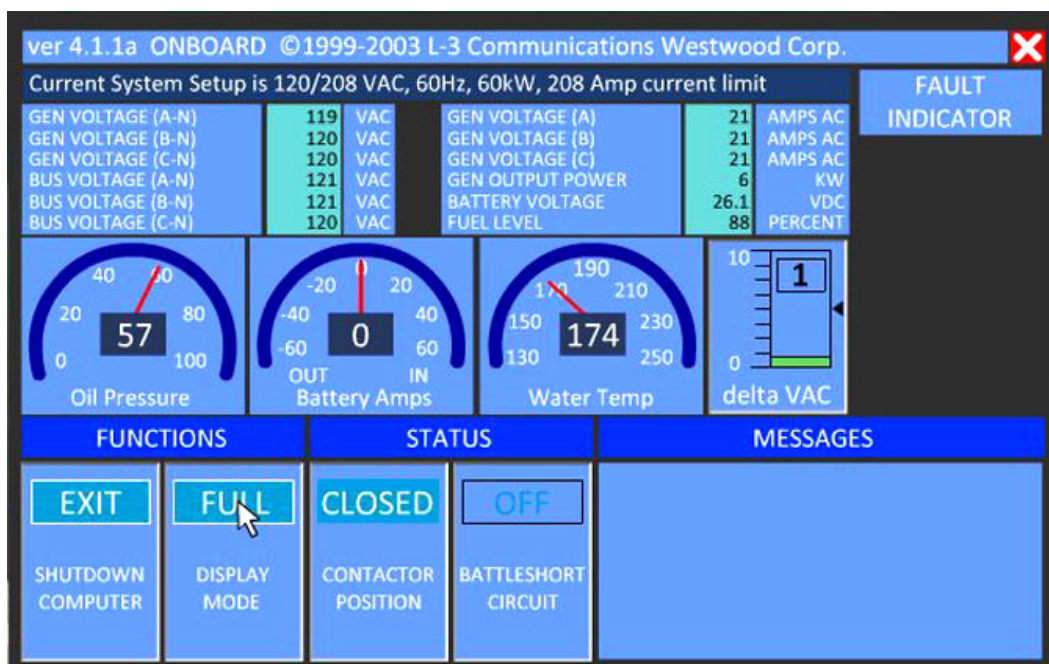 ver 4.1.1a ONBOARD ©1999-2003 L-3 Communications Westwood Corp.
Current System Setup is 120/208 VAC, 60Hz, 60kW, 208 Amp current limit
FAULT
INDICATOR
GEN VOLTAGE (A-N) 119 VAC GEN VOLTAGE (A) 21 AMPS AC
GEN VOLTAGE (B-N) 120 VAC GEN VOLTAGE (B) 21 AMPS AC
GEN VOLTAGE (C-N) 120 VAC GEN VOLTAGE (C) 21 AMPS AC
BUS VOLTAGE (A-N) 121 VAC GEN OUTPUT POWER 6 KW
BUS VOLTAGE (B-N) 121 VAC BATTERY VOLTAGE 26.1 VDC
BUS VOLTAGE (C-N) 120 VAC FUEL LEVEL 88 PERCENT
0 20 40 60 80 100
57
Oil Pressure
-60 -40 -20 0 20 40 60
0
OUT IN
Battery Amps
130 150 170 190 210 230 250
174
Water Temp
10
1
0
delta VAC
FUNCTIONS STATUS MESSAGES
EXIT FULL CLOSED OFF
SHUTDOWN DISPLAY CONTACTOR BATTLESHORT
COMPUTER MODE POSITION CIRCUIT